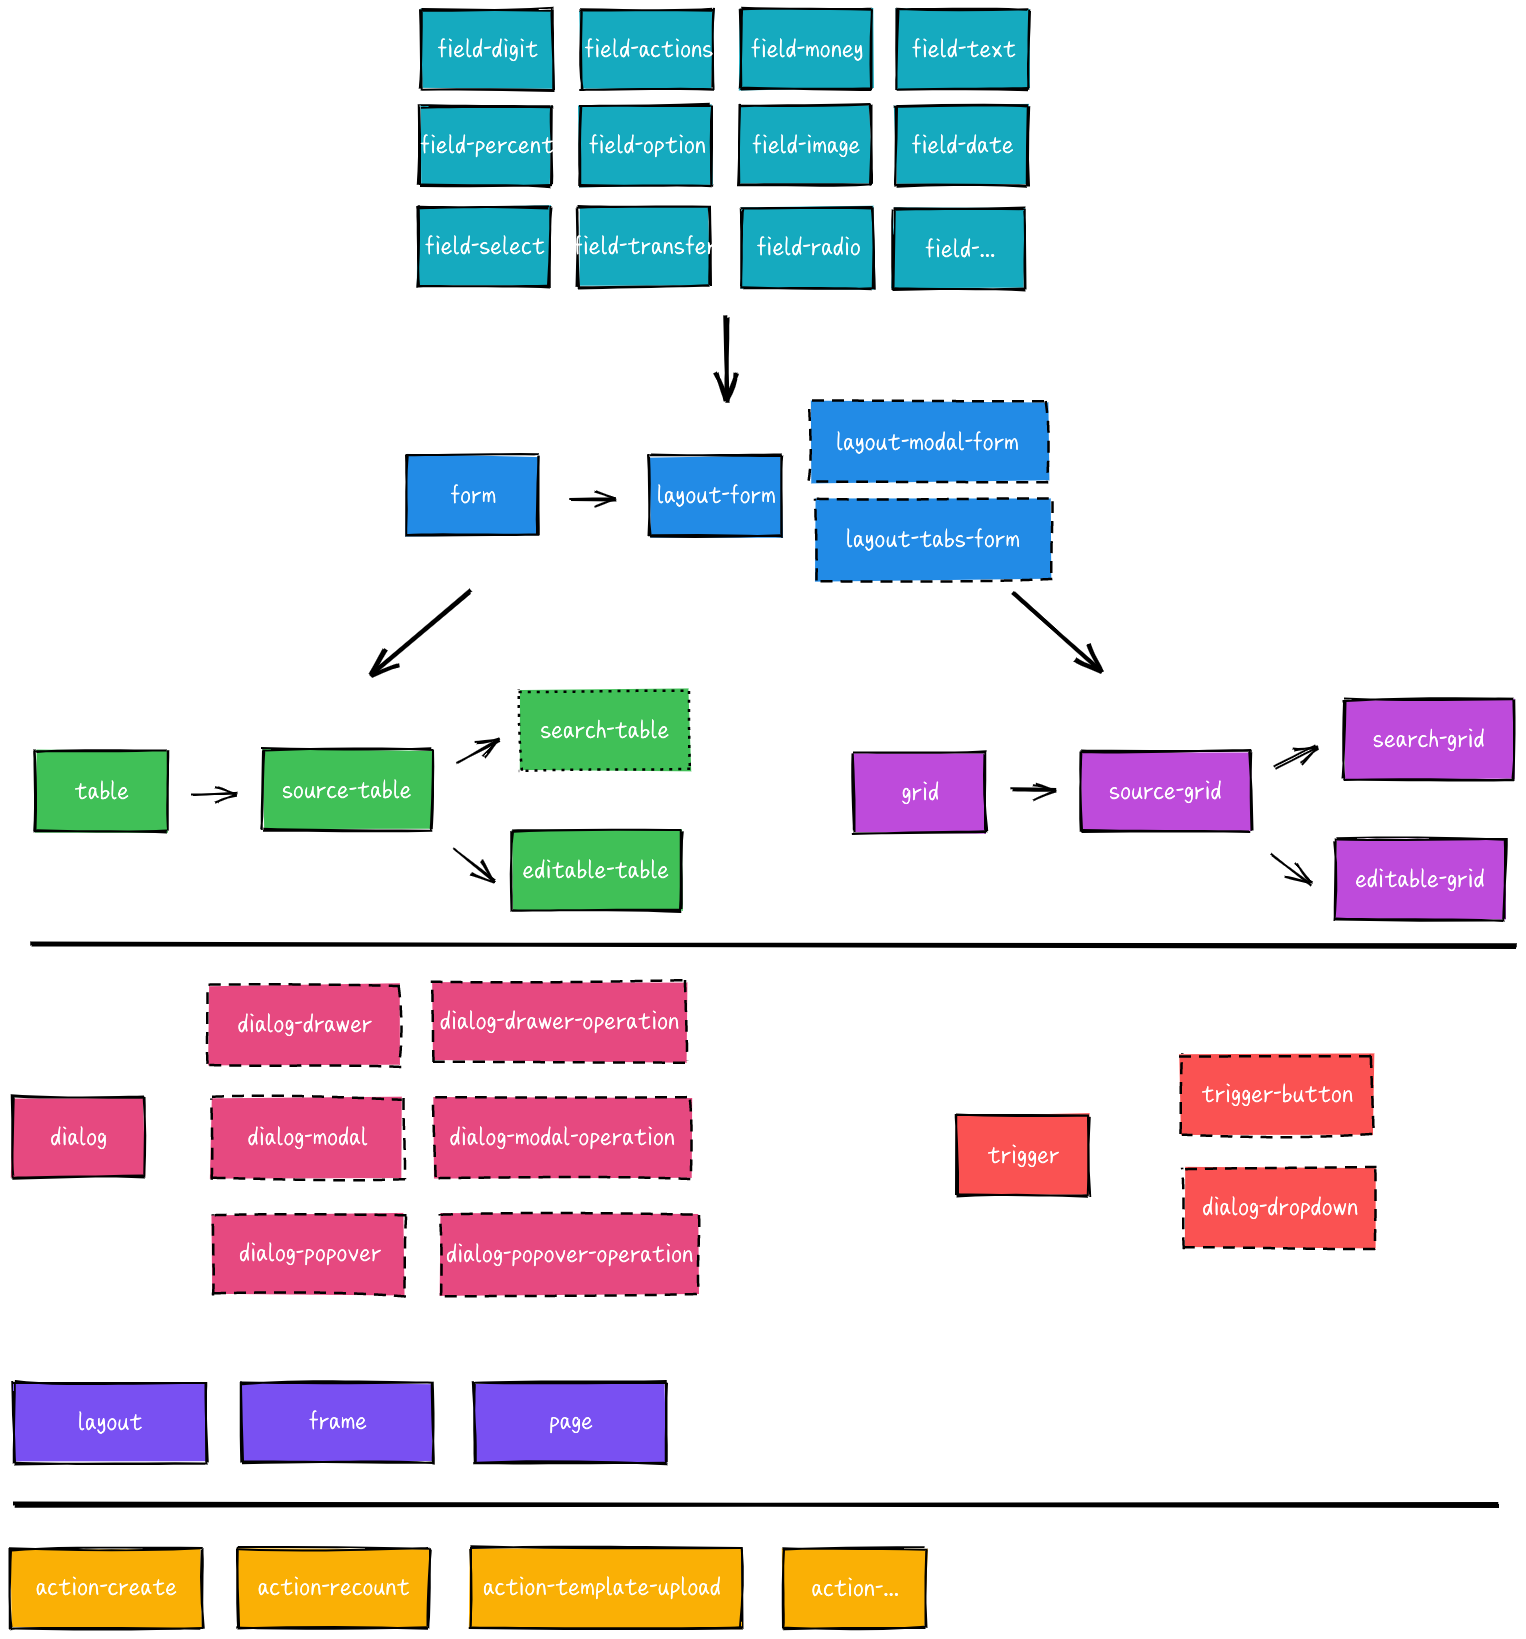 field-digit
field-actions
field-money
field-text
field-percent
field-option
field-image
field-date
field-select
field-transfer
field-radio
field-...
layout-modal-form
form
layout-form
layout-tabs-form
search-table
table
source-table
editable-table
search-grid
grid
source-grid
editable-grid
dialog-drawer
dialog-drawer-operation
dialog
dialog-modal
dialog-modal-operation
dialog-popover
dialog-popover-operation
trigger-button
trigger
dialog-dropdown
layout
frame
page
action-create
action-recount
action-template-upload
action-...